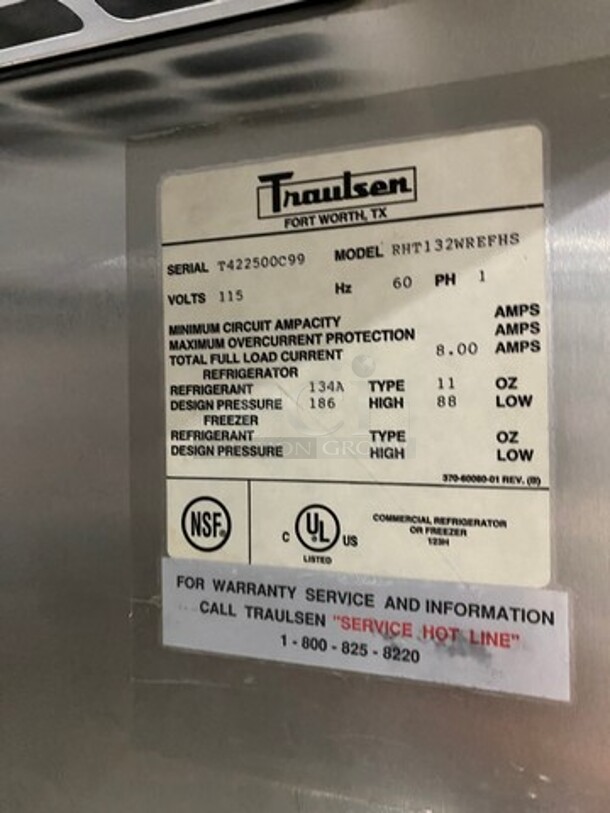 Traulsen
FORT WORTH, TX
SERIAL T422500C99 MODEL RHT132WREFHS
VOLTS 115 Hz 60 PH 1
MINIMUM CIRCUIT AMPACITY AMPS
MAXIMUM OVERCURRENT PROTECTION AMPS
TOTAL FULL LOAD CURRENT 8.00 AMPS
REFRIGERATOR
REFRIGERANT 134A TYPE 11 OZ
DESIGN PRESSURE 186 HIGH 88 LOW
FREEZER
REFRIGERANT TYPE OZ
DESIGN PRESSURE HIGH LOW
370-60080-01 REV. (B)
NSF®
C UL US
LISTED
COMMERCIAL REFRIGERATOR
OR FREEZER
123H
FOR WARRANTY SERVICE AND INFORMATION
CALL TRAULSEN "SERVICE HOT LINE"
1-800-825-8220